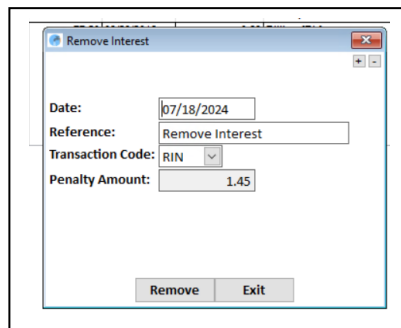 Remove Interest
+ -
Date: 07/18/2024
Reference: Remove Interest
Transaction Code: RIN
Penalty Amount: 1.45
Remove Exit